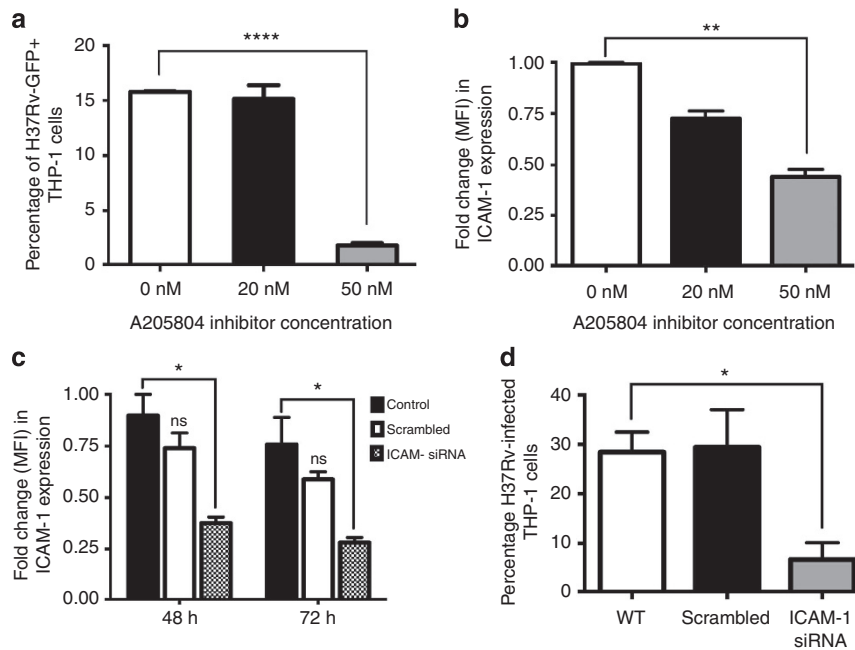 a
Percentage of H37Rv-GFP+
THP-1 cells
20
15
10
5
0
****
0 nM
20 nM
50 nM
A205804 inhibitor concentration
b
Fold change (MFI) in
ICAM-1 expression
1.00
0.75
0.50
0.25
0.00
**
0 nM
20 nM
50 nM
A205804 inhibitor concentration
c
Fold change (MFI) in
ICAM-1 expression
1.00
0.75
0.50
0.25
0.00
*
ns
*
ns
48 h
72 h
Control
Scrambled
ICAM- siRNA
d
Percentage H37Rv-infected
THP-1 cells
40
30
20
10
0
*
WT
Scrambled
ICAM-1
siRNA